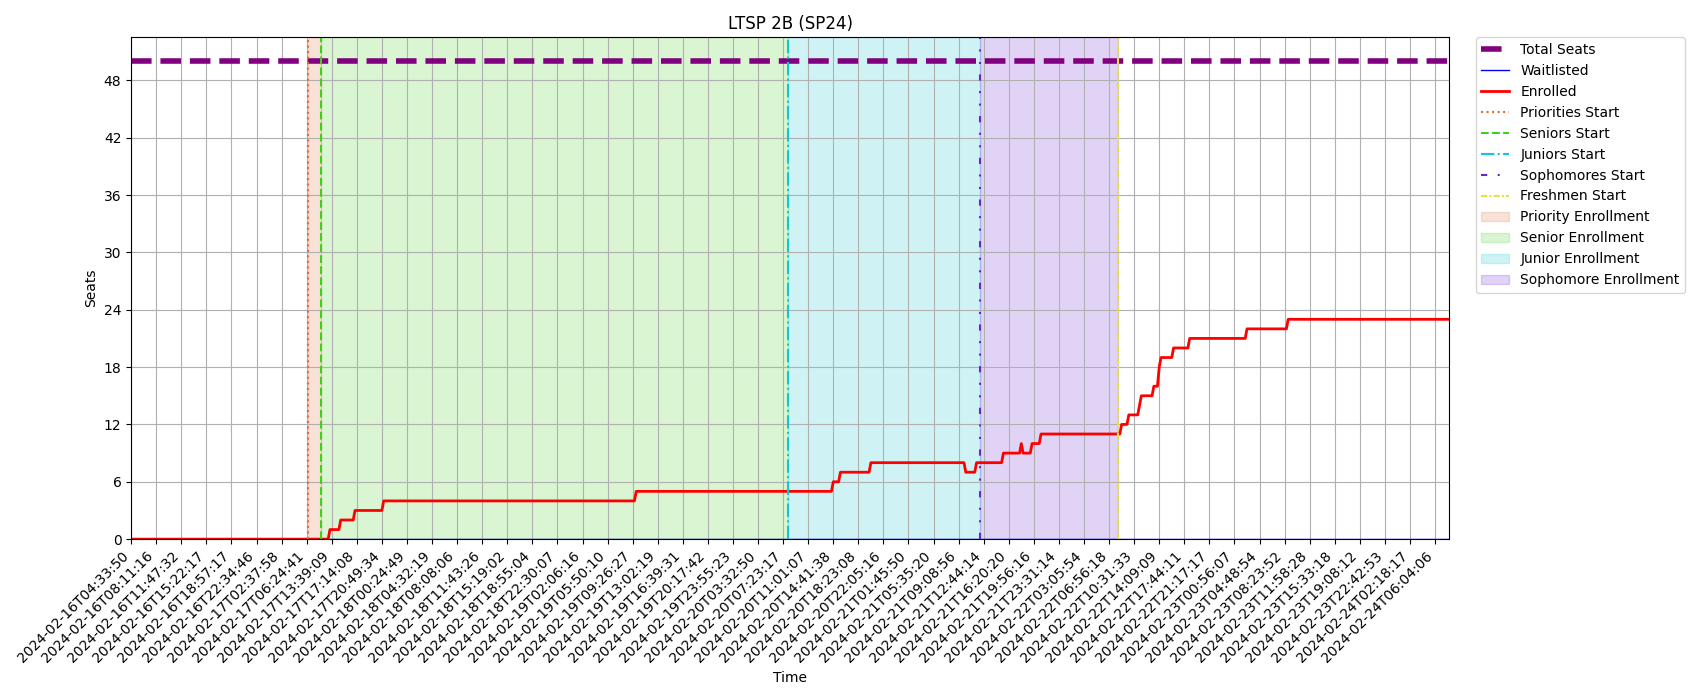 LTSP 2B (SP24)
Total Seats
Waitlisted
Enrolled
Priorities Start
Seniors Start
Juniors Start
Sophomores Start
Freshmen Start
Priority Enrollment
Senior Enrollment
Junior Enrollment
Sophomore Enrollment
Seats
48
42
36
30
24
18
12
6
0
2024-02-16T04:33:50
2024-02-16T08:11:16
2024-02-16T11:47:32
2024-02-16T15:22:17
2024-02-16T18:57:17
2024-02-16T22:34:46
2024-02-17T02:37:58
2024-02-17T06:24:41
2024-02-17T13:39:09
2024-02-17T17:14:08
2024-02-17T20:49:34
2024-02-18T00:24:49
2024-02-18T04:32:19
2024-02-18T08:08:06
2024-02-18T11:43:26
2024-02-18T15:19:02
2024-02-18T18:55:04
2024-02-18T22:30:07
2024-02-19T02:06:16
2024-02-19T05:50:10
2024-02-19T09:26:27
2024-02-19T13:02:19
2024-02-19T16:39:31
2024-02-19T20:17:42
2024-02-19T23:55:23
2024-02-20T03:32:50
2024-02-20T07:23:17
2024-02-20T11:01:07
2024-02-20T14:41:38
2024-02-20T18:23:08
2024-02-20T22:05:16
2024-02-21T01:45:50
2024-02-21T05:35:20
2024-02-21T09:08:56
2024-02-21T12:44:14
2024-02-21T16:20:20
2024-02-21T19:56:16
2024-02-21T23:31:14
2024-02-22T03:05:54
2024-02-22T06:56:18
2024-02-22T10:31:33
2024-02-22T14:09:09
2024-02-22T17:44:11
2024-02-22T21:17:17
2024-02-23T00:56:07
2024-02-23T04:48:54
2024-02-23T08:23:52
2024-02-23T11:58:28
2024-02-23T15:33:18
2024-02-23T19:08:12
2024-02-23T22:42:53
2024-02-24T02:18:17
2024-02-24T06:04:06
Time